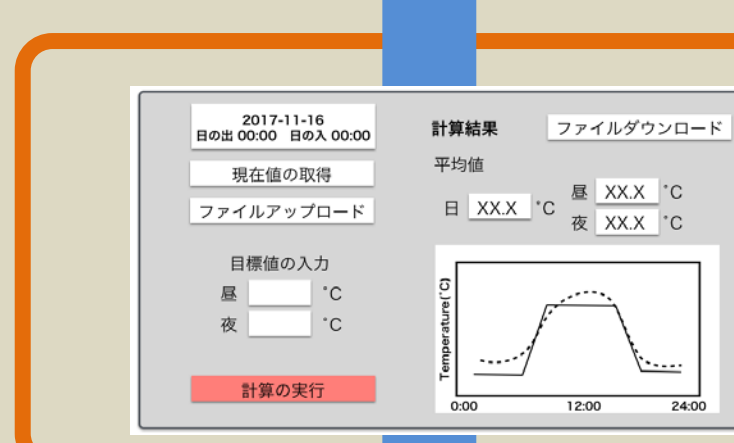 2017-11-16
日の出 00:00 日の入 00:00
現在値の取得
ファイルアップロード
目標値の入力
昼 ˚C
夜 ˚C
計算の実行
計算結果 ファイルダウンロード
平均値
日 XX.X ˚C
昼 XX.X ˚C
夜 XX.X ˚C
Temperature(˚C)
0:00 12:00 24:00